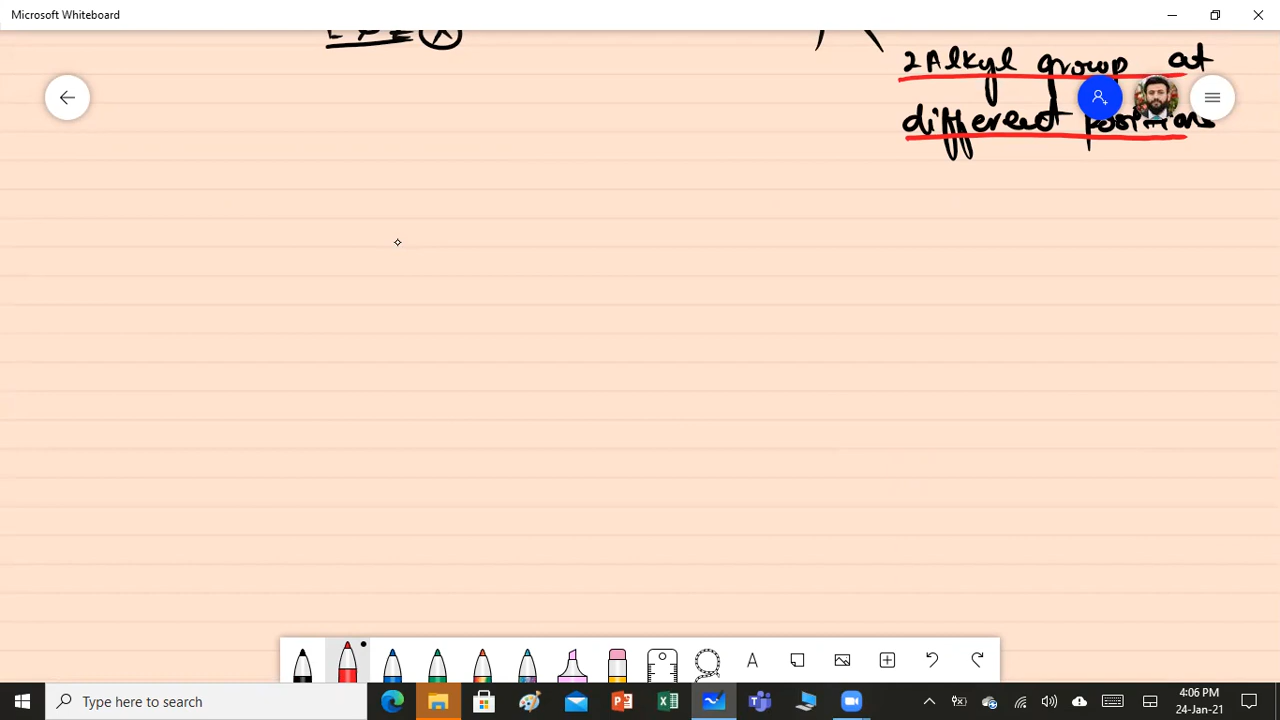 Microsoft Whiteboard
2 Alkyl group at
different positions
A
Type here to search
4:06 PM
24-Jan-21